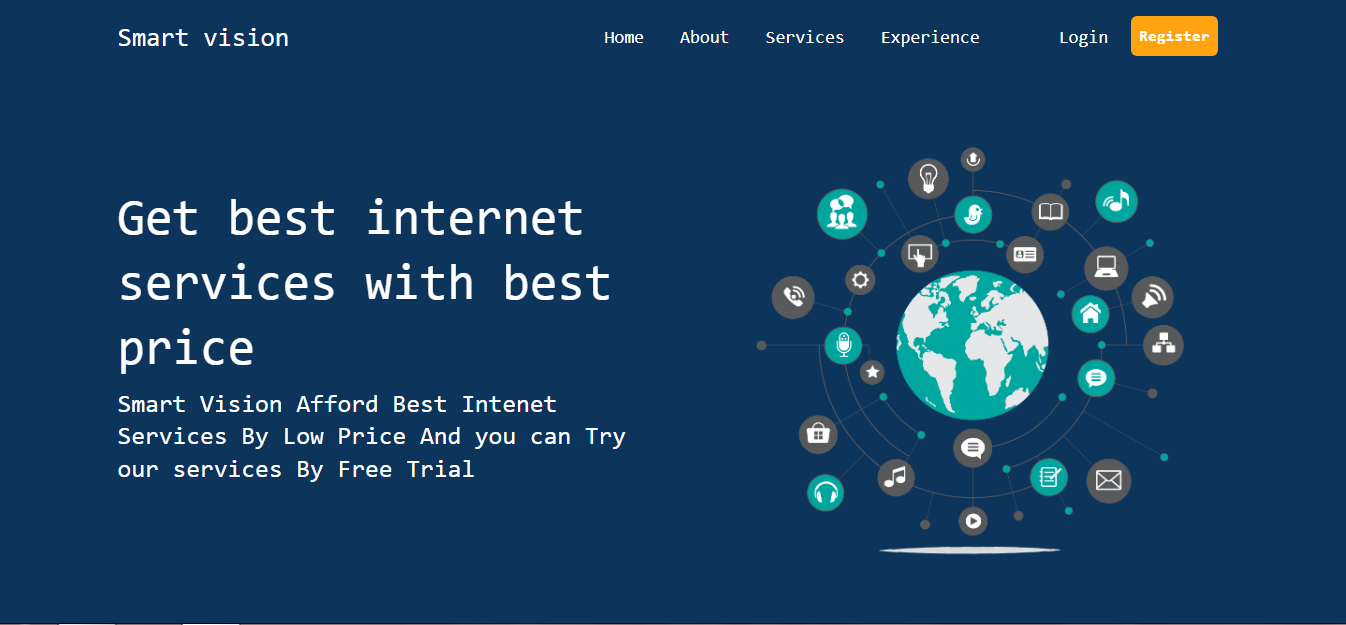 Smart vision
Home About Services Experience Login Register
Get best internet
services with best
price
Smart Vision Afford Best Intenet
Services By Low Price And you can Try
our services By Free Trial